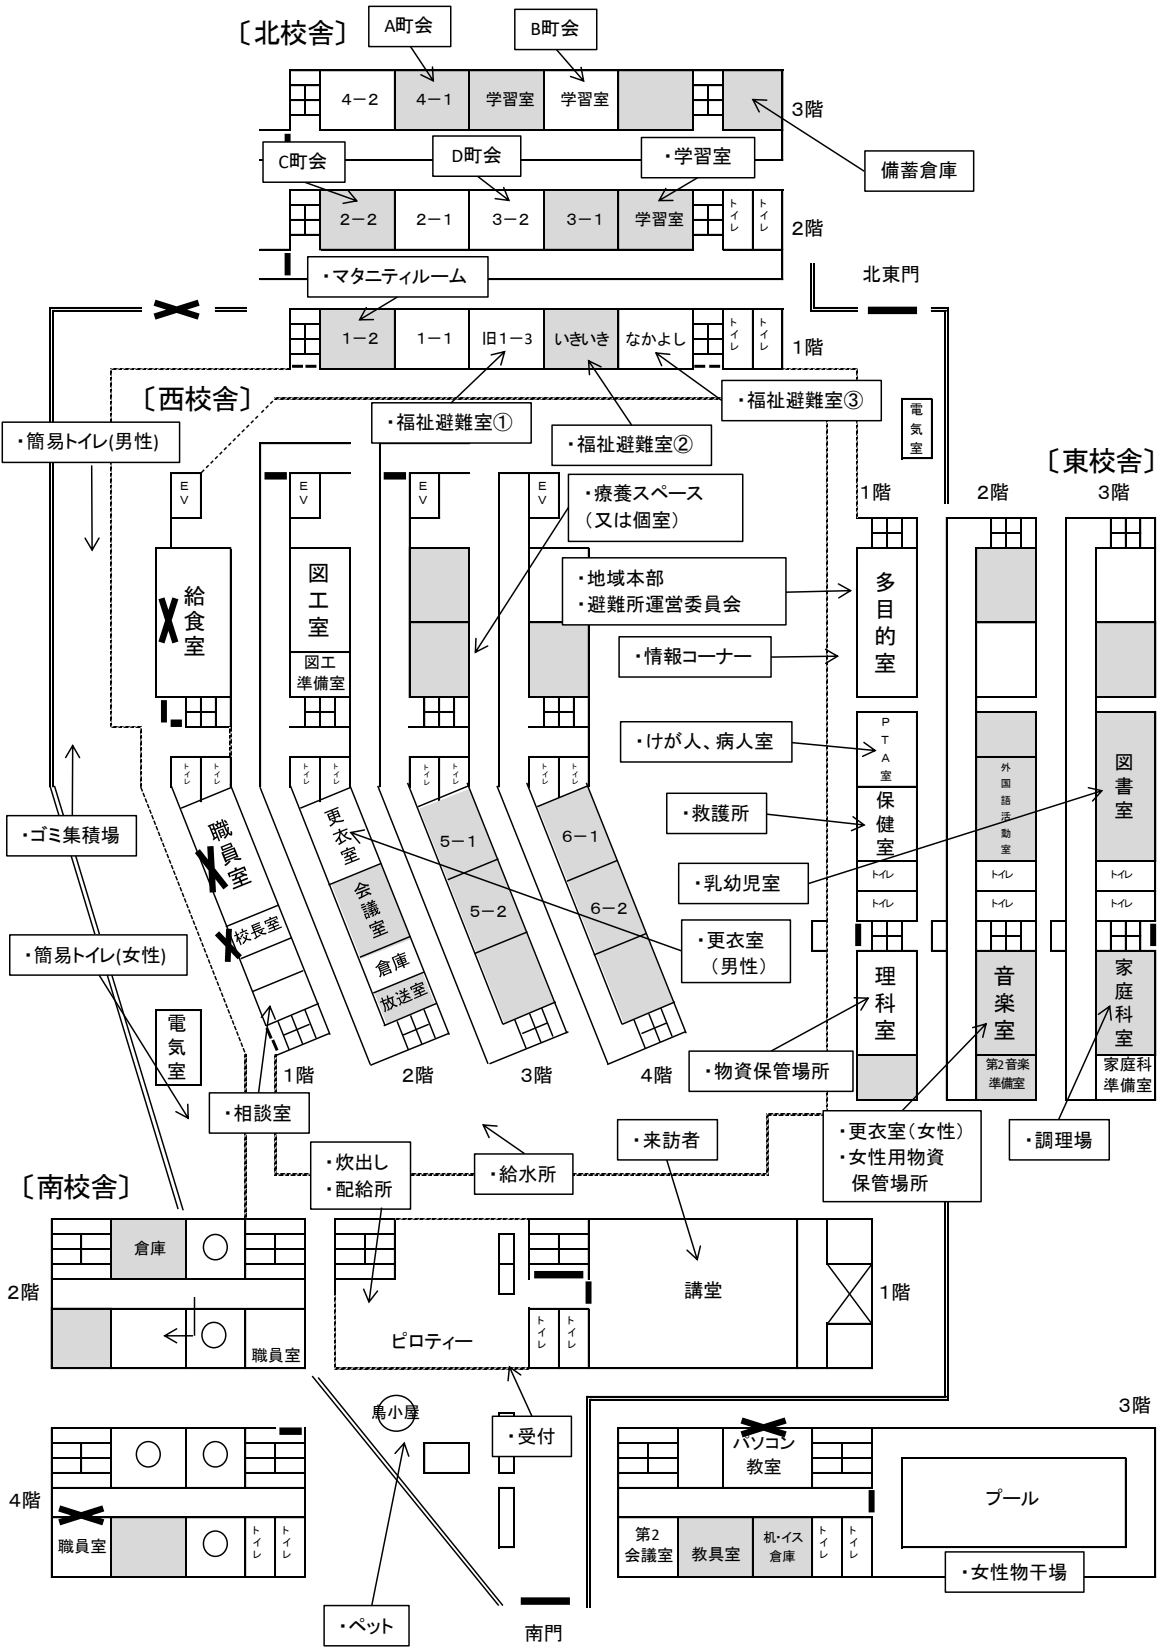 〔北校舎〕
A町会
B町会
4－2
4－1
学習室
学習室
3階
備蓄倉庫
C町会
D町会
・学習室
2－2
2－1
3－2
3－1
学習室
トイレ
トイレ
2階
・マタニティルーム
北東門
1－2
1－1
旧1－3
いきいき
なかよし
トイレ
トイレ
1階
〔西校舎〕
・福祉避難室①
・福祉避難室②
・福祉避難室③
電気室
・簡易トイレ(男性)
〔東校舎〕
1階
2階
3階
EV
EV
EV
EV
・療養スペース
（又は個室）
給食室
図工室
図工
準備室
・地域本部
・避難所運営委員会
多目的室
・情報コーナー
・けが人、病人室
PTA室
外国語活動室
図書室
トイレ
トイレ
トイレ
トイレ
トイレ
トイレ
トイレ
トイレ
・ゴミ集積場
職員室
更衣室
5－1
6－1
・救護所
保健室
・乳幼児室
トイレ
トイレ
トイレ
トイレ
トイレ
トイレ
会議室
5－2
6－2
校長室
・簡易トイレ(女性)
倉庫
・更衣室
（男性）
放送室
理科室
音楽室
家庭科室
電気室
・物資保管場所
第2音楽
準備室
家庭科
準備室
1階
2階
3階
4階
・相談室
・更衣室（女性）
・女性用物資
保管場所
・調理場
・来訪者
・炊出し
・配給所
・給水所
〔南校舎〕
倉庫
2階
職員室
ピロティー
トイレ
トイレ
講堂
1階
鳥小屋
・受付
3階
パソコン
教室
4階
職員室
トイレ
トイレ
第2
会議室
教具室
机・イス
倉庫
トイレ
トイレ
プール
・女性物干場
・ペット
南門